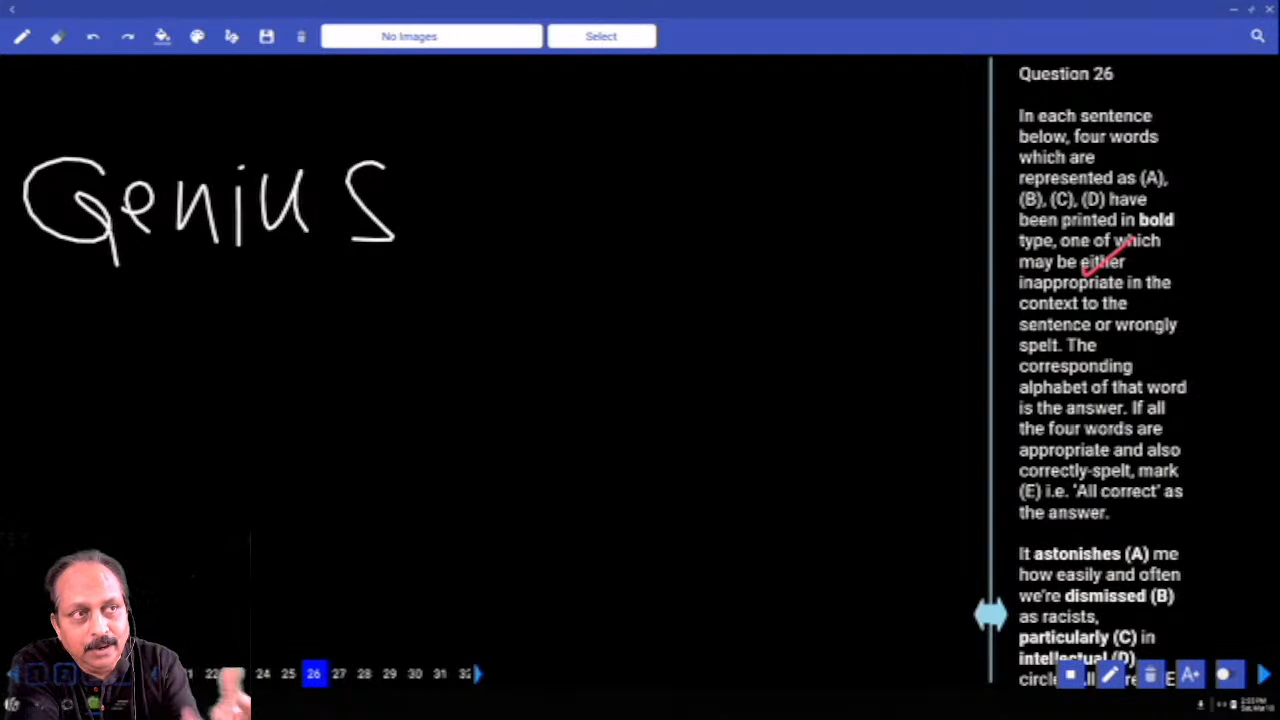 No Images
Select
Genius
Question 26
In each sentence
below, four words
which are
represented as (A),
(B), (C), (D) have
been printed in bold
type, one of which
may be either
inappropriate in the
context to the
sentence or wrongly
spelt. The
corresponding
alphabet of that word
is the answer. If all
the four words are
appropriate and also
correctly-spelt, mark
(E) i.e. 'All correct' as
the answer.
It astonishes (A) me
how easily and often
we're dismissed (B)
as racists,
particularly (C) in
intellectual (D)
24 25 26 27 28 29 30 31
A+